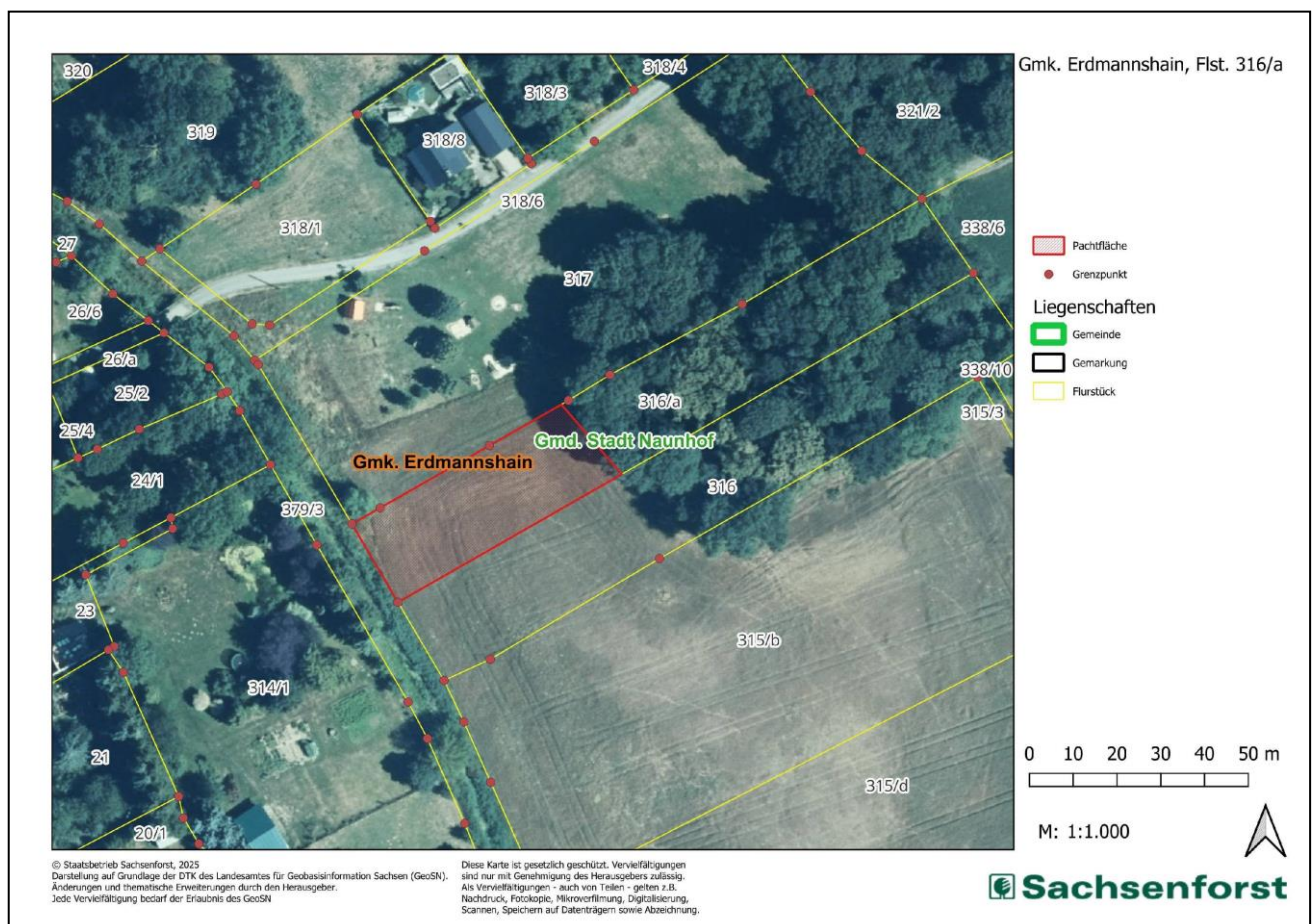 Gmk. Erdmannshain, Flst. 316/a
320
318/4
318/3
321/2
319
318/8
318/6
318/1
338/6
27
317
26/6
26/a
338/10
25/2
316/a
315/3
25/4
Gmd. Stadt Naunhof
Gmk. Erdmannshain
24/1
316
379/3
23
315/b
314/1
21
315/d
20/1
Pachtfläche
Grenzpunkt
Liegenschaften
Gemeinde
Gemarkung
Flurstück
0 10 20 30 40 50 m
M: 1:1.000
Sachsenforst
© Staatsbetrieb Sachsenforst, 2025
Darstellung auf Grundlage der DTK des Landesamtes für Geobasisinformation Sachsen (GeoSN).
Änderungen und thematische Erweiterungen durch den Herausgeber.
Jede Vervielfältigung bedarf der Erlaubnis des GeoSN
Diese Karte ist gesetzlich geschützt. Vervielfältigungen
sind nur mit Genehmigung des Herausgebers zulässig.
Als Vervielfältigungen - auch von Teilen - gelten z.B.
Nachdruck, Fotokopie, Mikroverfilmung, Digitalisierung,
Scannen, Speichern auf Datenträgern sowie Abzeichnung.